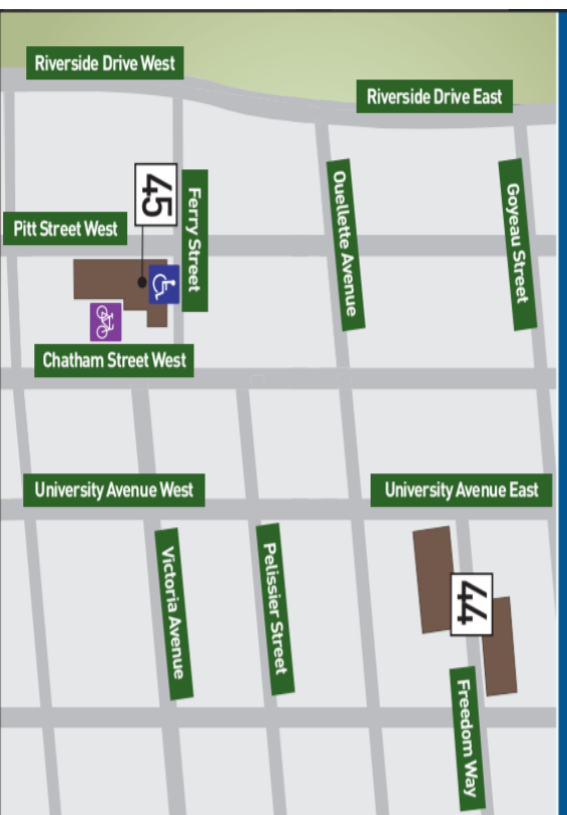 Riverside Drive West
Riverside Drive East
45
Ferry Street
Ouellette Avenue
Goyeau Street
Pitt Street West
Chatham Street West
University Avenue West
University Avenue East
Victoria Avenue
Pelissier Street
44
Freedom Way